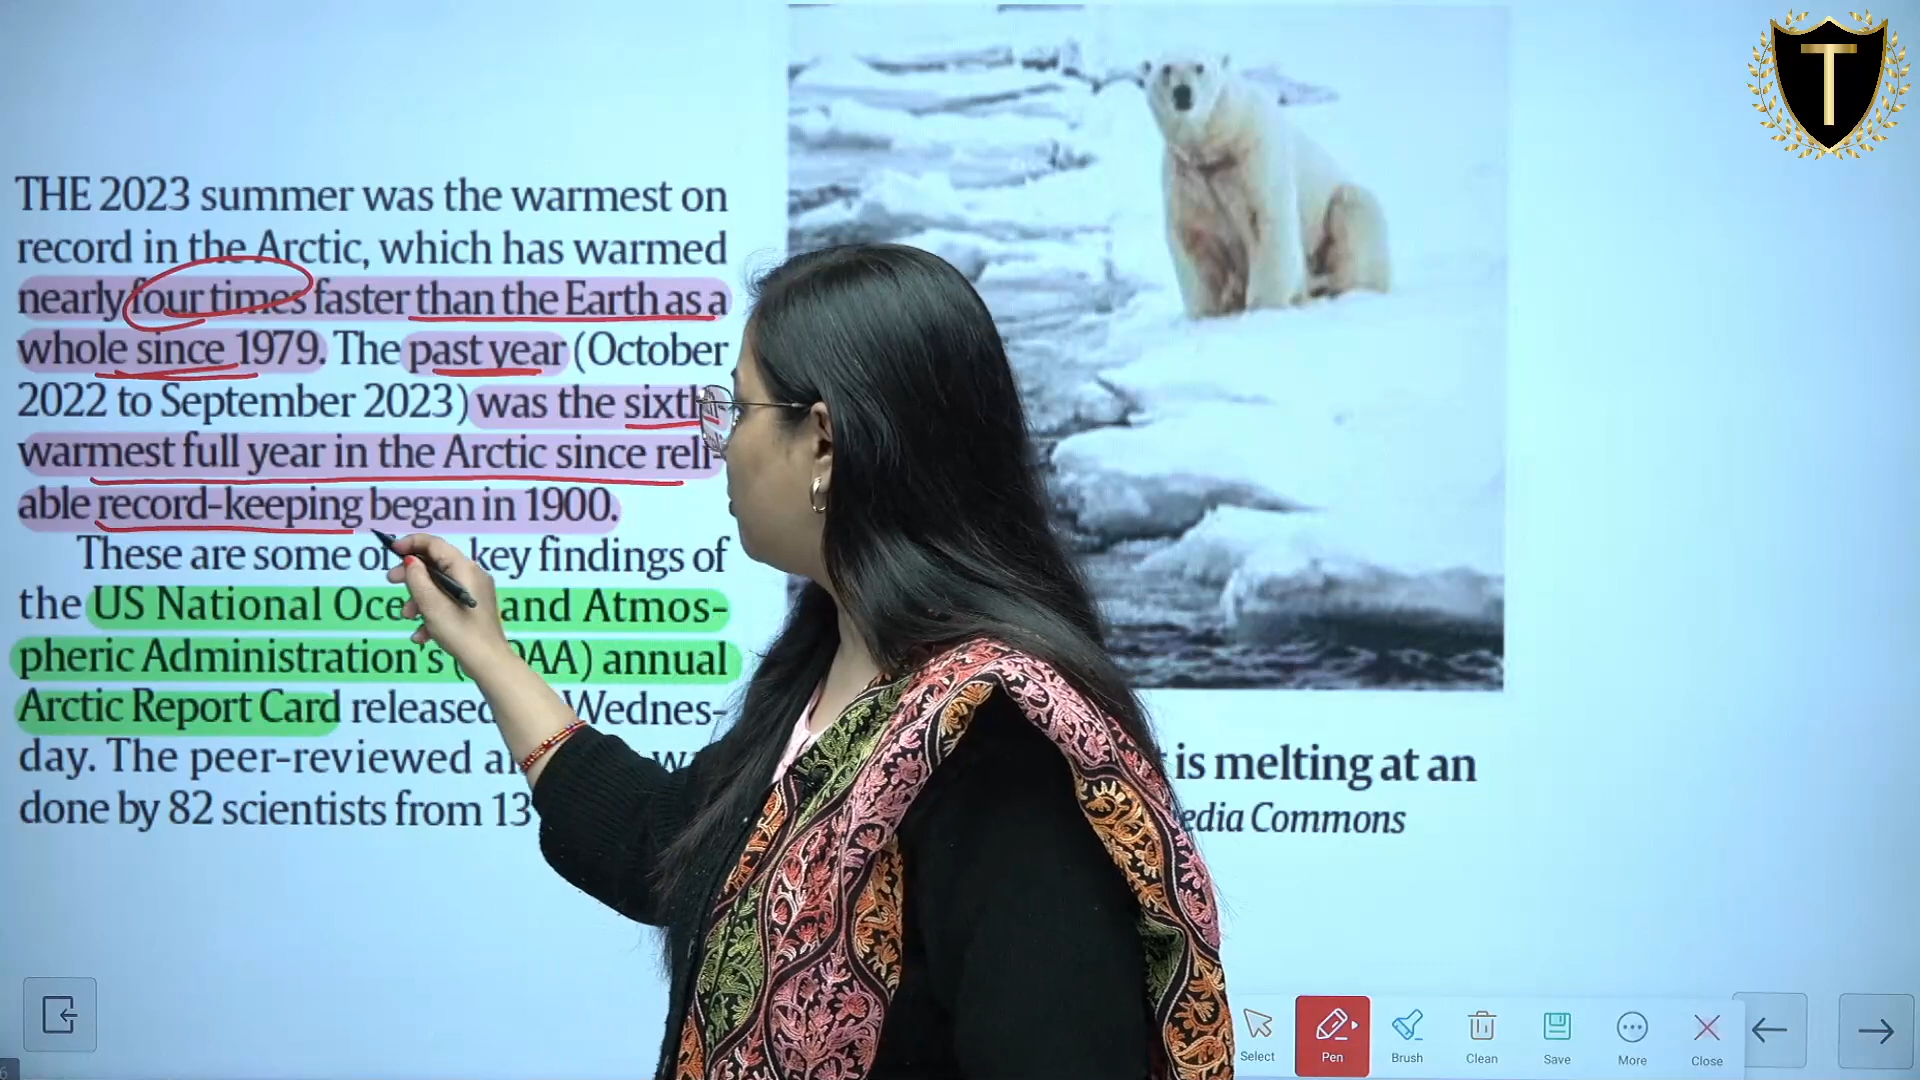 THE 2023 summer was the warmest on
record in the Arctic, which has warmed
nearly four times faster than the Earth as a
whole since 1979. The past year (October
2022 to September 2023) was the sixth
warmest full year in the Arctic since reli-
able record-keeping began in 1900.
These are some of key findings of
the US National and Atmos-
pheric Administration's annual
Arctic Report Card released Wednes-
day. The peer-reviewed
done by 82 scientists from 13
is melting at an
Commons
T
Select
Pen
Brush
Clean
Save
More
Close